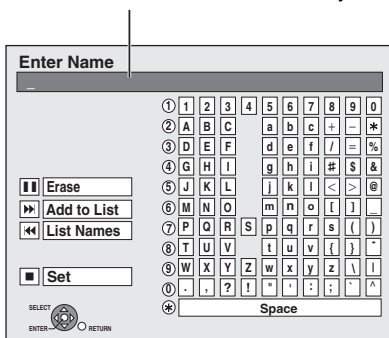 Enter Name
_
① 1 2 3 4 5 6 7 8 9 0
② A B C a b c + − *
③ D E F d e f / = %
④ G H I g h i # $ &
⑤ J K L j k l < > @
⑥ M N O m n o [ ] _
⑦ P Q R S p q r s ( )
⑧ T U V t u v { } ¯
⑨ W X Y Z w x y z \ |
⓪ . , ? ! " ' : ; ` ^
✱ Space
❚❚ Erase
▶▶| Add to List
|◀◀ List Names
■ Set
SELECT
ENTER RETURN